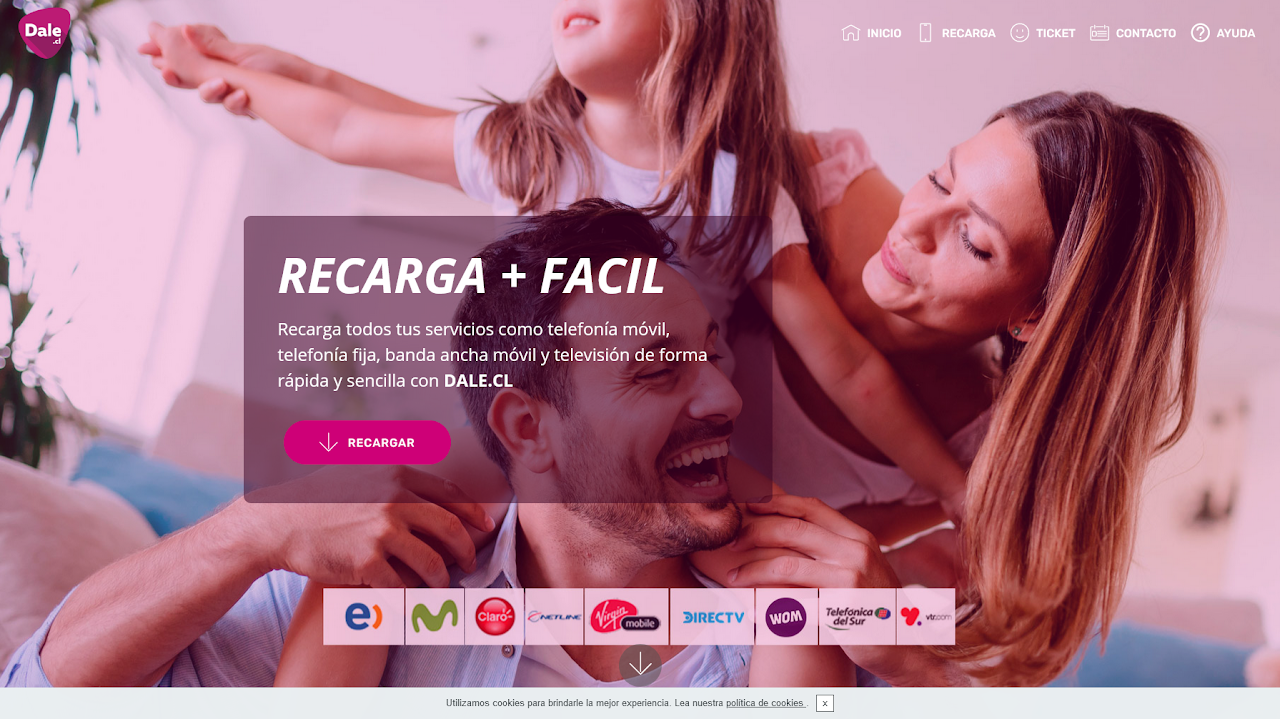 Dale
.cl
INICIO
RECARGA
TICKET
CONTACTO
AYUDA
RECARGA + FACIL
Recarga todos tus servicios como telefonía móvil,
telefonía fija, banda ancha móvil y televisión de forma
rápida y sencilla con DALE.CL
RECARGAR
e)
Claro
NETLINE
Virgin
mobile
DIRECTV
WOM
Telefónica
del Sur
vtr.com
Utilizamos cookies para brindarle la mejor experiencia. Lea nuestra política de cookies . x